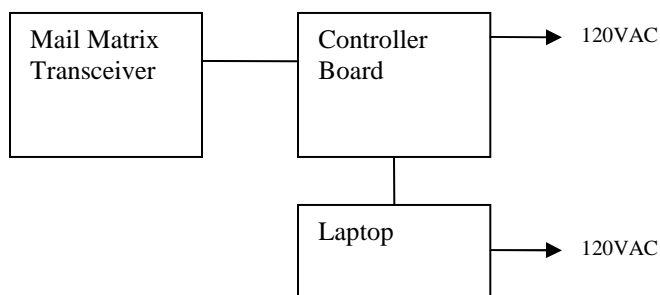 Mail Matrix
Transceiver
Controller
Board
120VAC
Laptop
120VAC